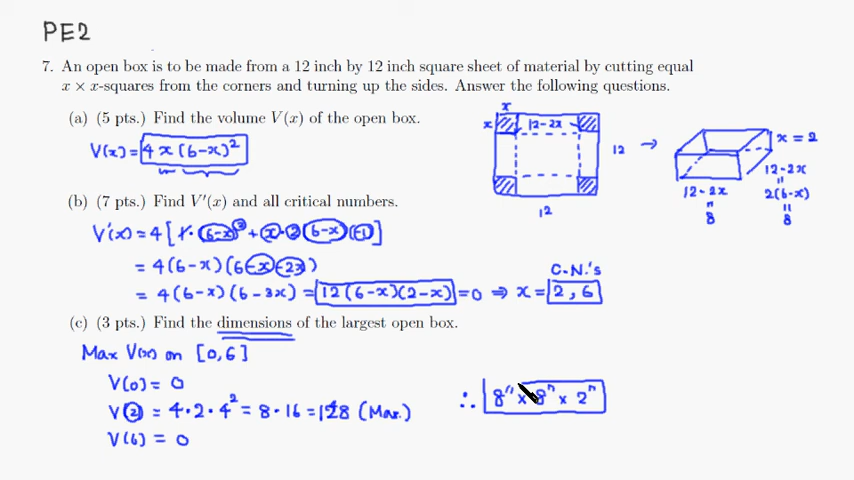 PE2
7. An open box is to be made from a 12 inch by 12 inch square sheet of material by cutting equal
x × x-squares from the corners and turning up the sides. Answer the following questions.
(a) (5 pts.) Find the volume V(x) of the open box.
V(x) = 4x(6-x)²
x
x
12-2x
12
12
→
x = 2
12-2x
"
8
12-2x
"
2(6-x)
"
8
(b) (7 pts.) Find V′(x) and all critical numbers.
V'(x) = 4[1·(6-x)² + x·2(6-x)(-1)]
= 4(6-x)(6-x-2x)
= 4(6-x)(6-3x) = 12(6-x)(2-x) = 0 ⇒ x = 2, 6
C.N.'s
(c) (3 pts.) Find the dimensions of the largest open box.
Max V(x) on [0,6]
V(0) = 0
V(2) = 4·2·4² = 8·16 = 128 (Max.)
V(6) = 0
∴ 8" × 8" × 2"